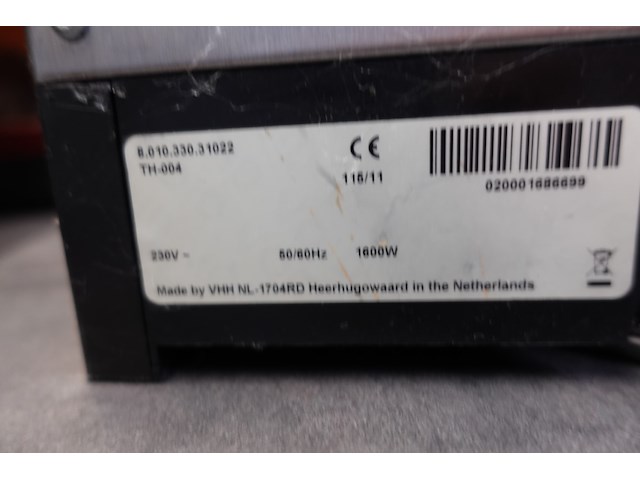 8.010.330.31022
TH-004
CE
115/11
020001686699
230V ~ 50/60Hz 1600W
Made by VHH NL-1704RD Heerhugowaard in the Netherlands